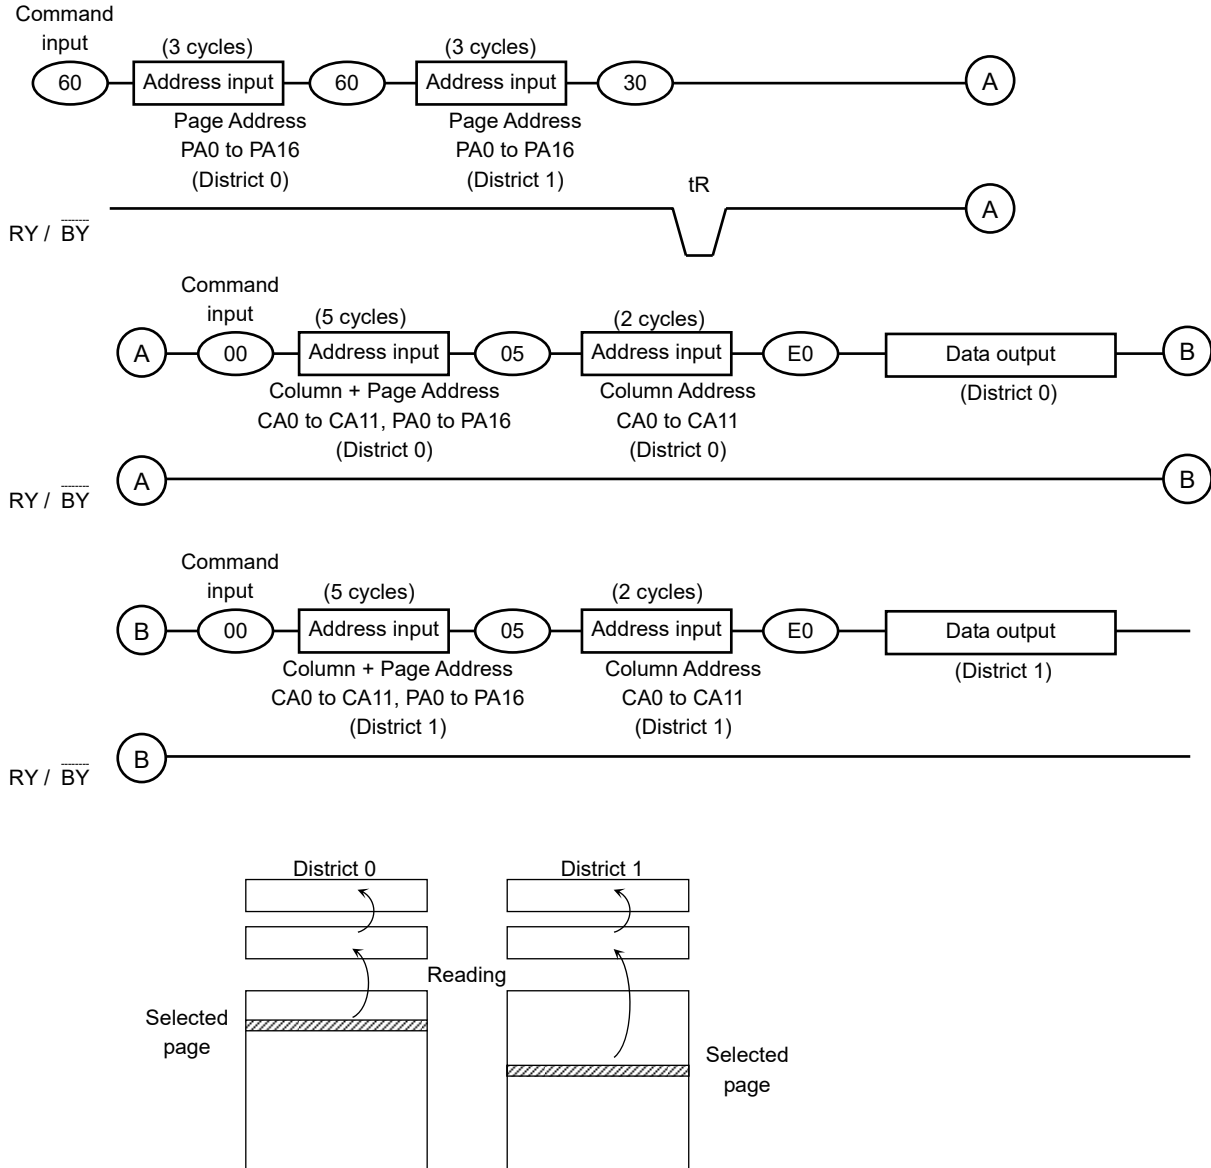 Command
input
(3 cycles)
(3 cycles)
60
Address input
60
Address input
30
A
Page Address
PA0 to PA16
(District 0)
Page Address
PA0 to PA16
(District 1)
tR
A
RY / BY
Command
input
(5 cycles)
(2 cycles)
A
00
Address input
05
Address input
E0
Data output
B
Column + Page Address
CA0 to CA11, PA0 to PA16
(District 0)
Column Address
CA0 to CA11
(District 0)
(District 0)
A
B
RY / BY
Command
input
(5 cycles)
(2 cycles)
B
00
Address input
05
Address input
E0
Data output
Column + Page Address
CA0 to CA11, PA0 to PA16
(District 1)
Column Address
CA0 to CA11
(District 1)
(District 1)
B
RY / BY
District 0
District 1
Reading
Selected
page
Selected
page